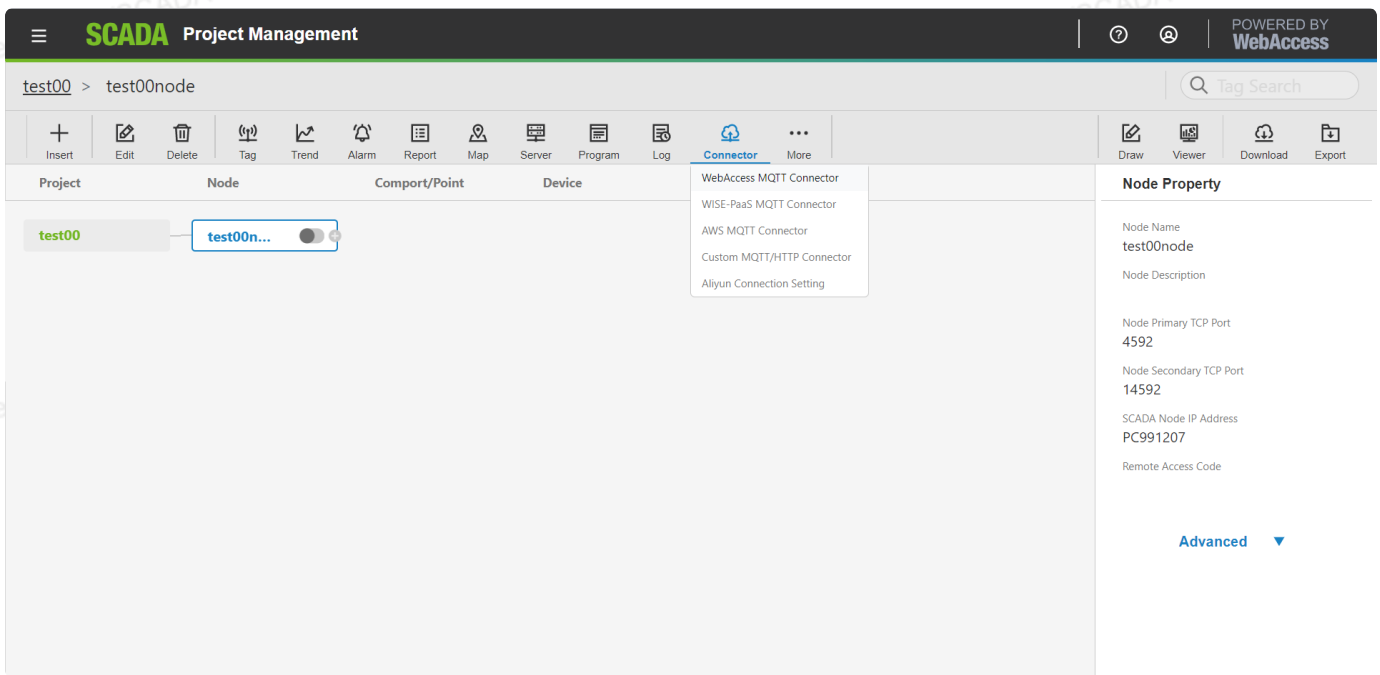 SCADA Project Management
POWERED BY
WebAccess
test00 > test00node
Tag Search
Insert Edit Delete Tag Trend Alarm Report Map Server Program Log Connector More Draw Viewer Download Export
Project Node Comport/Point Device
test00
test00n...
WebAccess MQTT Connector
WISE-PaaS MQTT Connector
AWS MQTT Connector
Custom MQTT/HTTP Connector
Aliyun Connection Setting
Node Property
Node Name
test00node
Node Description
Node Primary TCP Port
4592
Node Secondary TCP Port
14592
SCADA Node IP Address
PC991207
Remote Access Code
Advanced